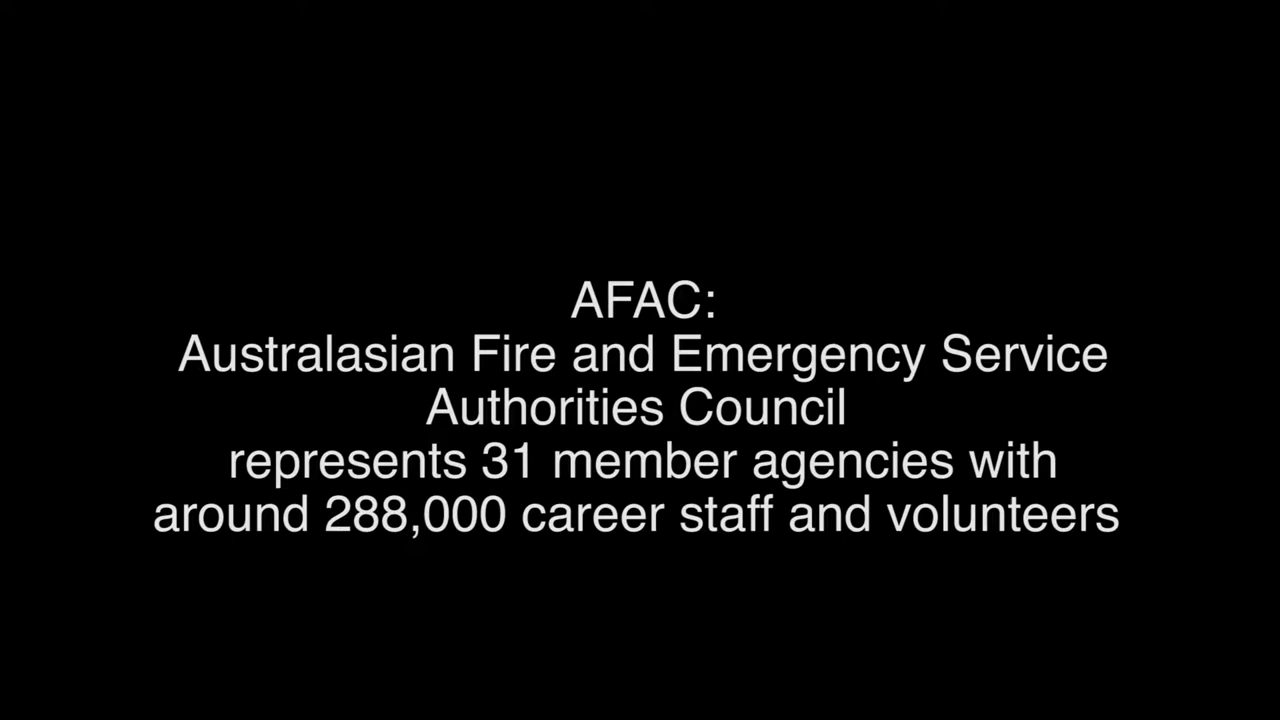 AFAC:
Australasian Fire and Emergency Service
Authorities Council
represents 31 member agencies with
around 288,000 career staff and volunteers